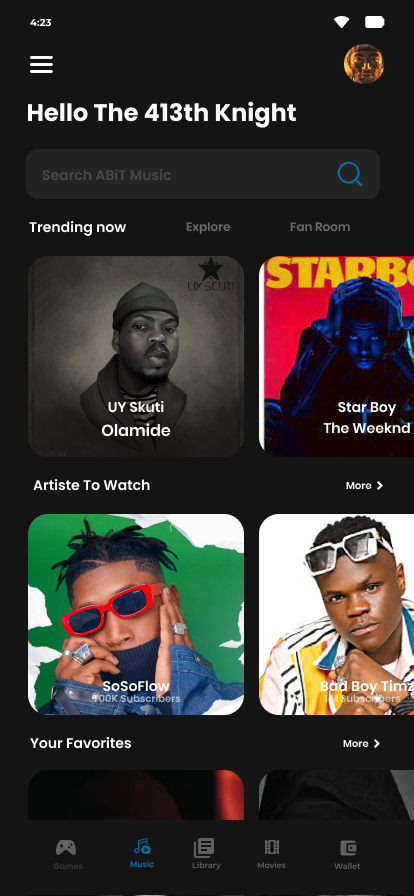 4:23
Hello The 413th Knight
Search ABiT Music
Trending now Explore Fan Room
UY SCUTI
UY Skuti
Olamide
STARBO
Star Boy
The Weeknd
Artiste To Watch More
SoSoFlow
100K Subscribers
Bad Boy Timz
1M Subscribers
Your Favorites More
Games Music Library Movies Wallet